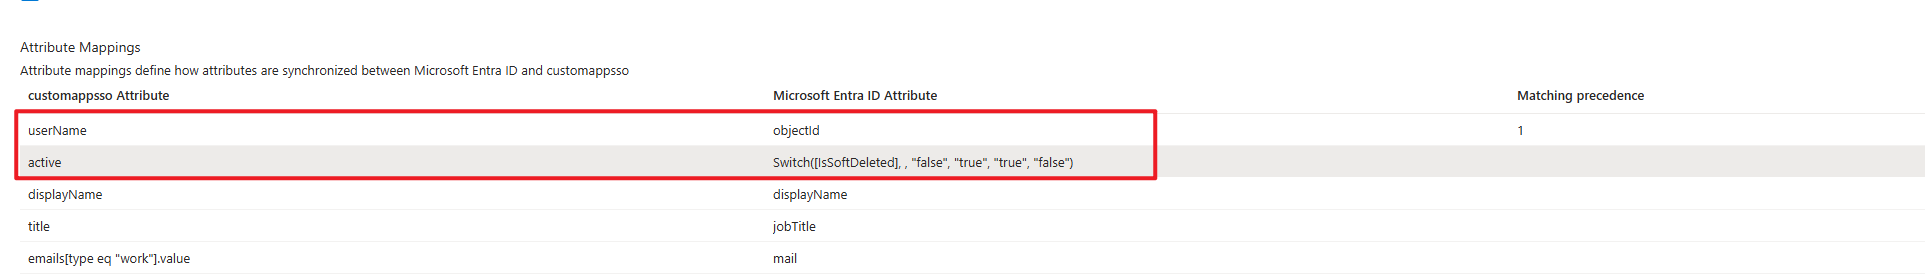 Attribute Mappings
Attribute mappings define how attributes are synchronized between Microsoft Entra ID and customappsso
customappsso Attribute Microsoft Entra ID Attribute Matching precedence
userName objectId 1
active Switch([IsSoftDeleted], , "false", "true", "true", "false")
displayName displayName
title jobTitle
emails[type eq "work"].value mail